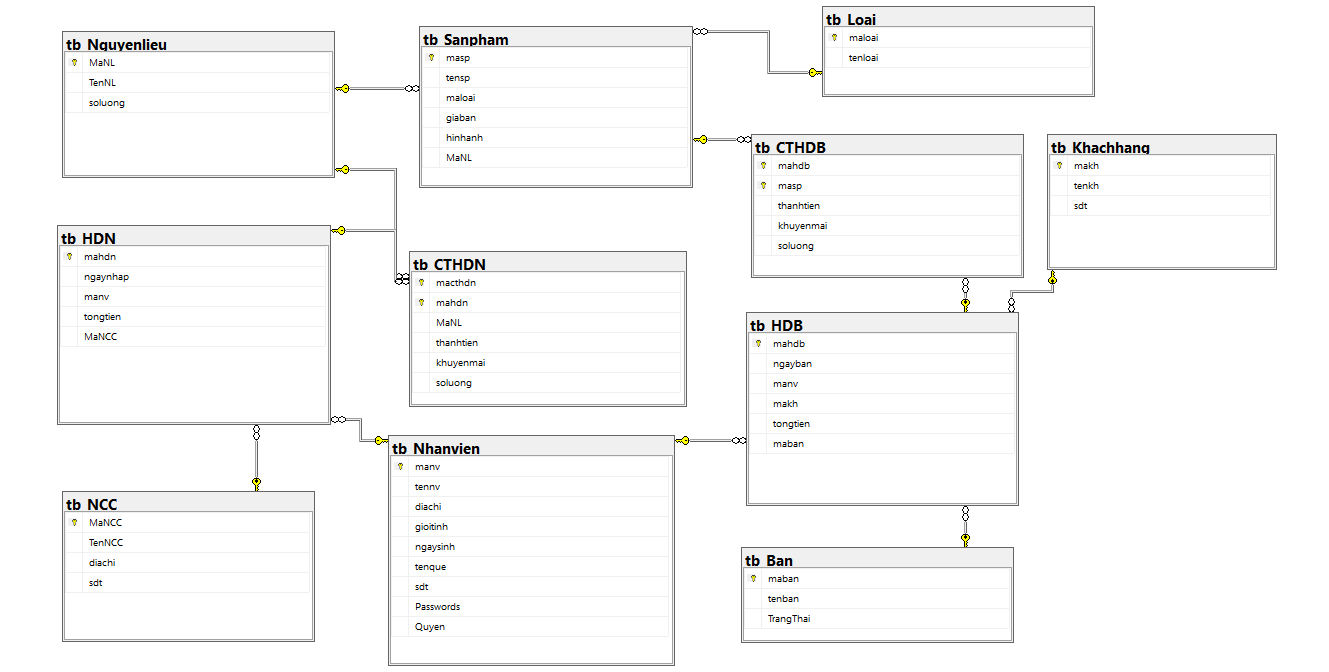 tb_Nguyenlieu
MaNL
TenNL
soluong
tb_Sanpham
masp
tensp
maloai
giaban
hinhanh
MaNL
tb_Loai
maloai
tenloai
tb_CTHDB
mahdb
masp
thanhtien
khuyenmai
soluong
tb_Khachhang
makh
tenkh
sdt
tb_HDN
mahdn
ngaynhap
manv
tongtien
MaNCC
tb_CTHDN
macthdn
mahdn
MaNL
thanhtien
khuyenmai
soluong
tb_HDB
mahdb
ngayban
manv
makh
tongtien
maban
tb_NCC
MaNCC
TenNCC
diachi
sdt
tb_Nhanvien
manv
tennv
diachi
gioitinh
ngaysinh
tenque
sdt
Passwords
Quyen
tb_Ban
maban
tenban
TrangThai